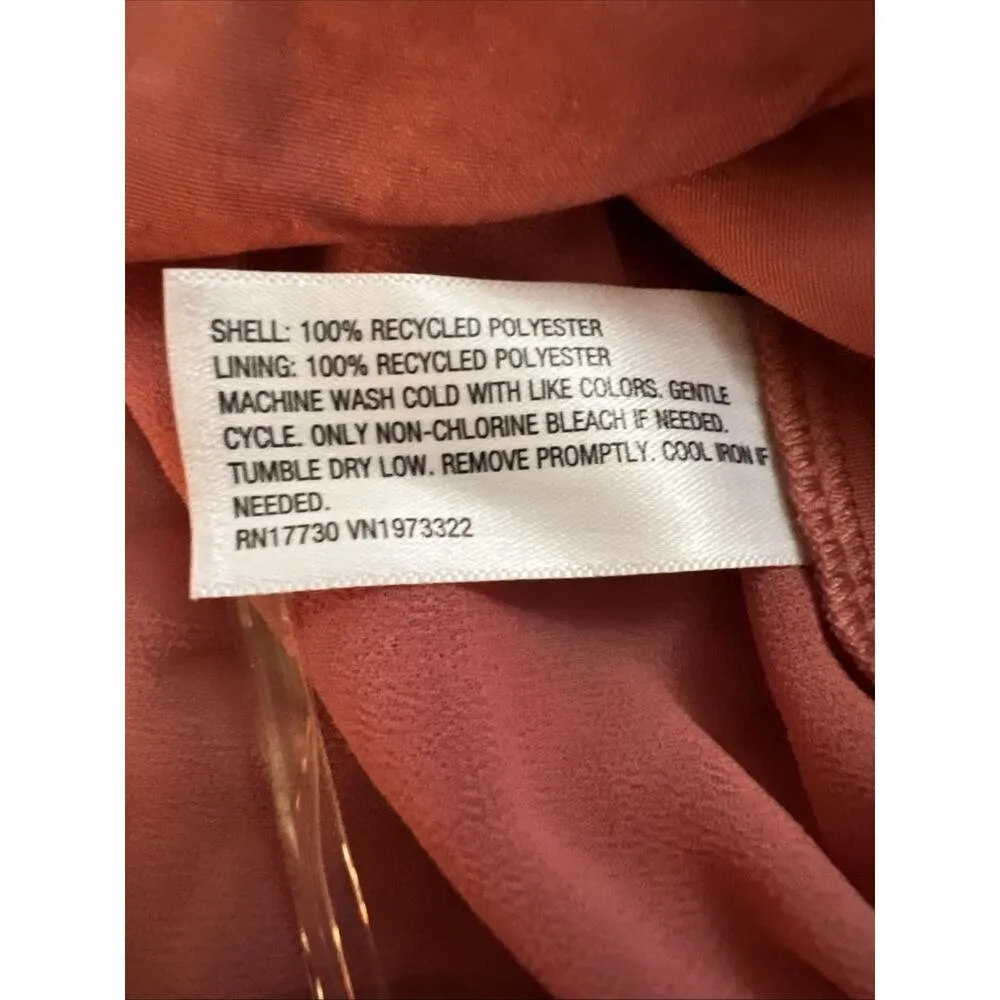 SHELL: 100% RECYCLED POLYESTER
LINING: 100% RECYCLED POLYESTER
MACHINE WASH COLD WITH LIKE COLORS. GENTLE
CYCLE. ONLY NON-CHLORINE BLEACH IF NEEDED.
TUMBLE DRY LOW. REMOVE PROMPTLY. COOL IRON IF
NEEDED.
RN17730 VN1973322